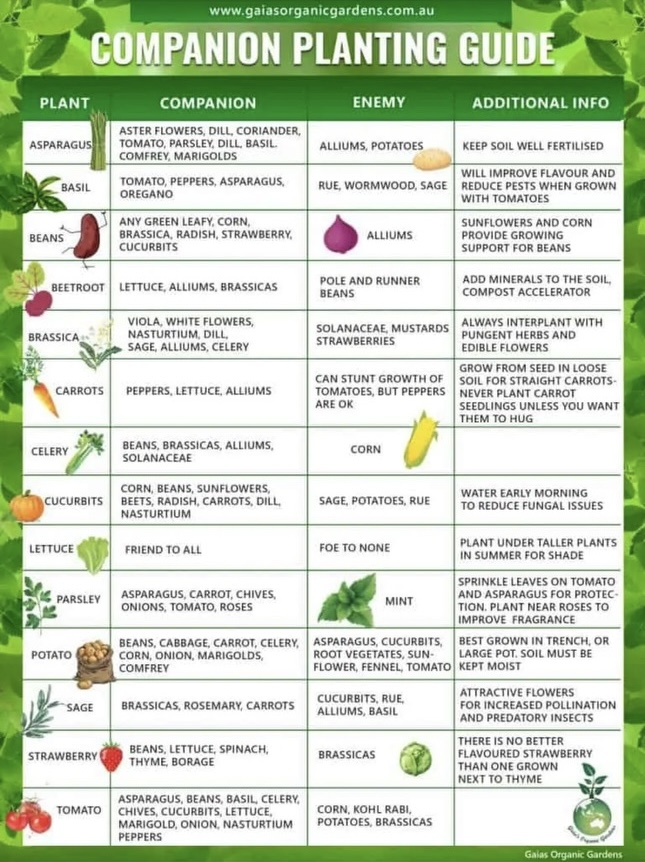 www.gaiasorganicgardens.com.au
COMPANION PLANTING GUIDE
PLANT
COMPANION
ENEMY
ADDITIONAL INFO
ASPARAGUS
ASTER FLOWERS, DILL, CORIANDER,
TOMATO, PARSLEY, DILL, BASIL.
COMFREY, MARIGOLDS
ALLIUMS, POTATOES
KEEP SOIL WELL FERTILISED
BASIL
TOMATO, PEPPERS, ASPARAGUS,
OREGANO
RUE, WORMWOOD, SAGE
WILL IMPROVE FLAVOUR AND
REDUCE PESTS WHEN GROWN
WITH TOMATOES
BEANS
ANY GREEN LEAFY, CORN,
BRASSICA, RADISH, STRAWBERRY,
CUCURBITS
ALLIUMS
SUNFLOWERS AND CORN
PROVIDE GROWING
SUPPORT FOR BEANS
BEETROOT
LETTUCE, ALLIUMS, BRASSICAS
POLE AND RUNNER
BEANS
ADD MINERALS TO THE SOIL,
COMPOST ACCELERATOR
BRASSICA
VIOLA, WHITE FLOWERS,
NASTURTIUM, DILL,
SAGE, ALLIUMS, CELERY
SOLANACEAE, MUSTARDS
STRAWBERRIES
ALWAYS INTERPLANT WITH
PUNGENT HERBS AND
EDIBLE FLOWERS
CARROTS
PEPPERS, LETTUCE, ALLIUMS
CAN STUNT GROWTH OF
TOMATOES, BUT PEPPERS
ARE OK
GROW FROM SEED IN LOOSE
SOIL FOR STRAIGHT CARROTS-
NEVER PLANT CARROT
SEEDLINGS UNLESS YOU WANT
THEM TO HUG
CELERY
BEANS, BRASSICAS, ALLIUMS,
SOLANACEAE
CORN
CUCURBITS
CORN, BEANS, SUNFLOWERS,
BEETS, RADISH, CARROTS, DILL,
NASTURTIUM
SAGE, POTATOES, RUE
WATER EARLY MORNING
TO REDUCE FUNGAL ISSUES
LETTUCE
FRIEND TO ALL
FOE TO NONE
PLANT UNDER TALLER PLANTS
IN SUMMER FOR SHADE
PARSLEY
ASPARAGUS, CARROT, CHIVES,
ONIONS, TOMATO, ROSES
MINT
SPRINKLE LEAVES ON TOMATO
AND ASPARAGUS FOR PROTEC-
TION. PLANT NEAR ROSES TO
IMPROVE FRAGRANCE
POTATO
BEANS, CABBAGE, CARROT, CELERY,
CORN, ONION, MARIGOLDS,
COMFREY
ASPARAGUS, CUCURBITS,
ROOT VEGETATES, SUN-
FLOWER, FENNEL, TOMATO
BEST GROWN IN TRENCH, OR
LARGE POT. SOIL MUST BE
KEPT MOIST
SAGE
BRASSICAS, ROSEMARY, CARROTS
CUCURBITS, RUE,
ALLIUMS, BASIL
ATTRACTIVE FLOWERS
FOR INCREASED POLLINATION
AND PREDATORY INSECTS
STRAWBERRY
BEANS, LETTUCE, SPINACH,
THYME, BORAGE
BRASSICAS
THERE IS NO BETTER
FLAVOURED STRAWBERRY
THAN ONE GROWN
NEXT TO THYME
TOMATO
ASPARAGUS, BEANS, BASIL, CELERY,
CHIVES, CUCURBITS, LETTUCE,
MARIGOLD, ONION, NASTURTIUM
PEPPERS
CORN, KOHL RABI,
POTATOES, BRASSICAS
Gaia's Organic Gardens
Gaias Organic Gardens